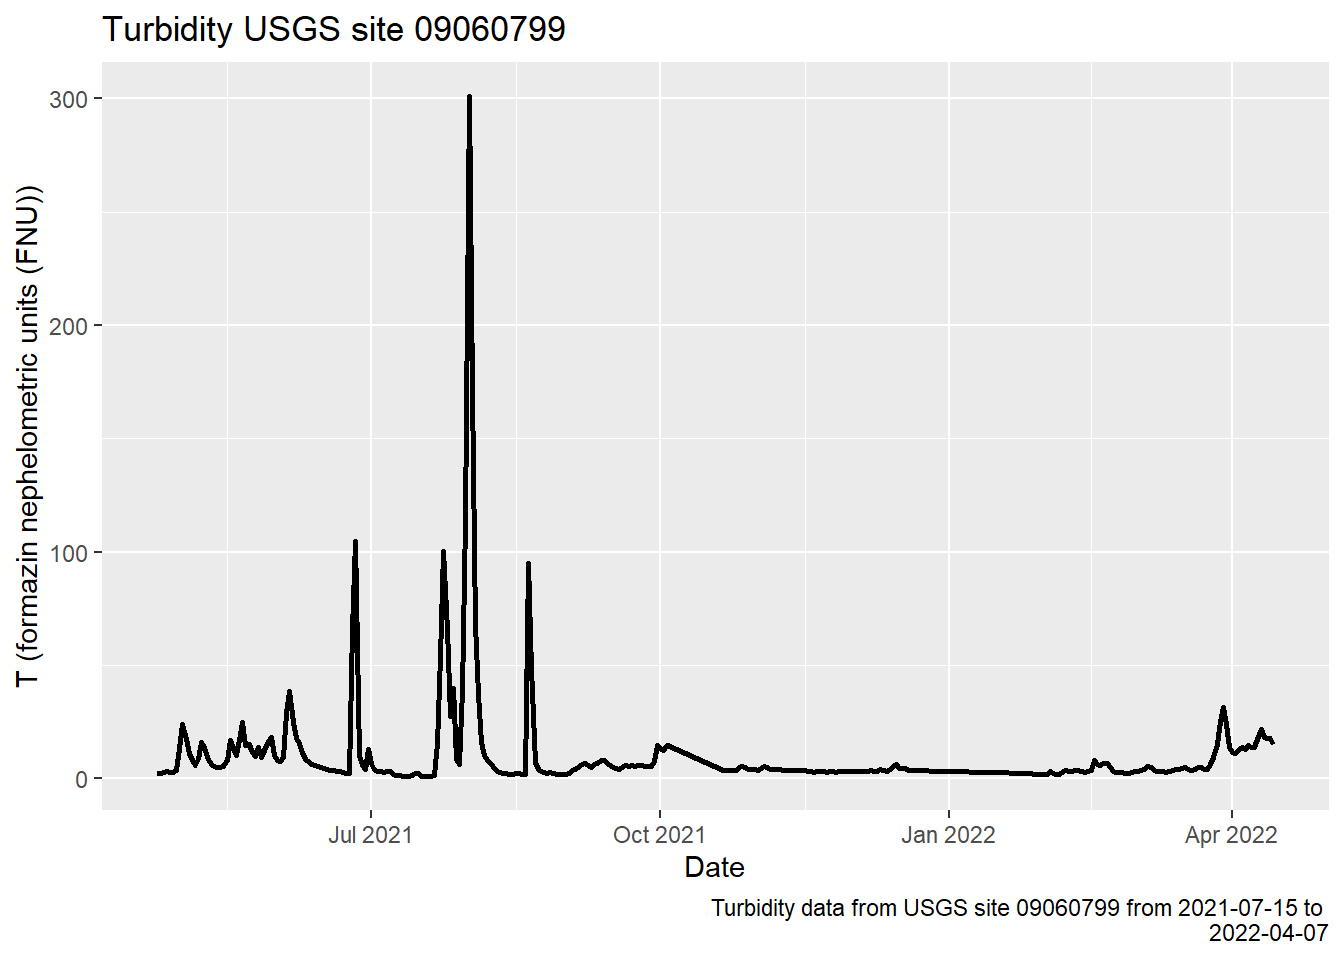 Turbidity USGS site 09060799
T (formazin nephelometric units (FNU))
300
200
100
0
Jul 2021 Oct 2021 Jan 2022 Apr 2022
Date
Turbidity data from USGS site 09060799 from 2021-07-15 to
2022-04-07